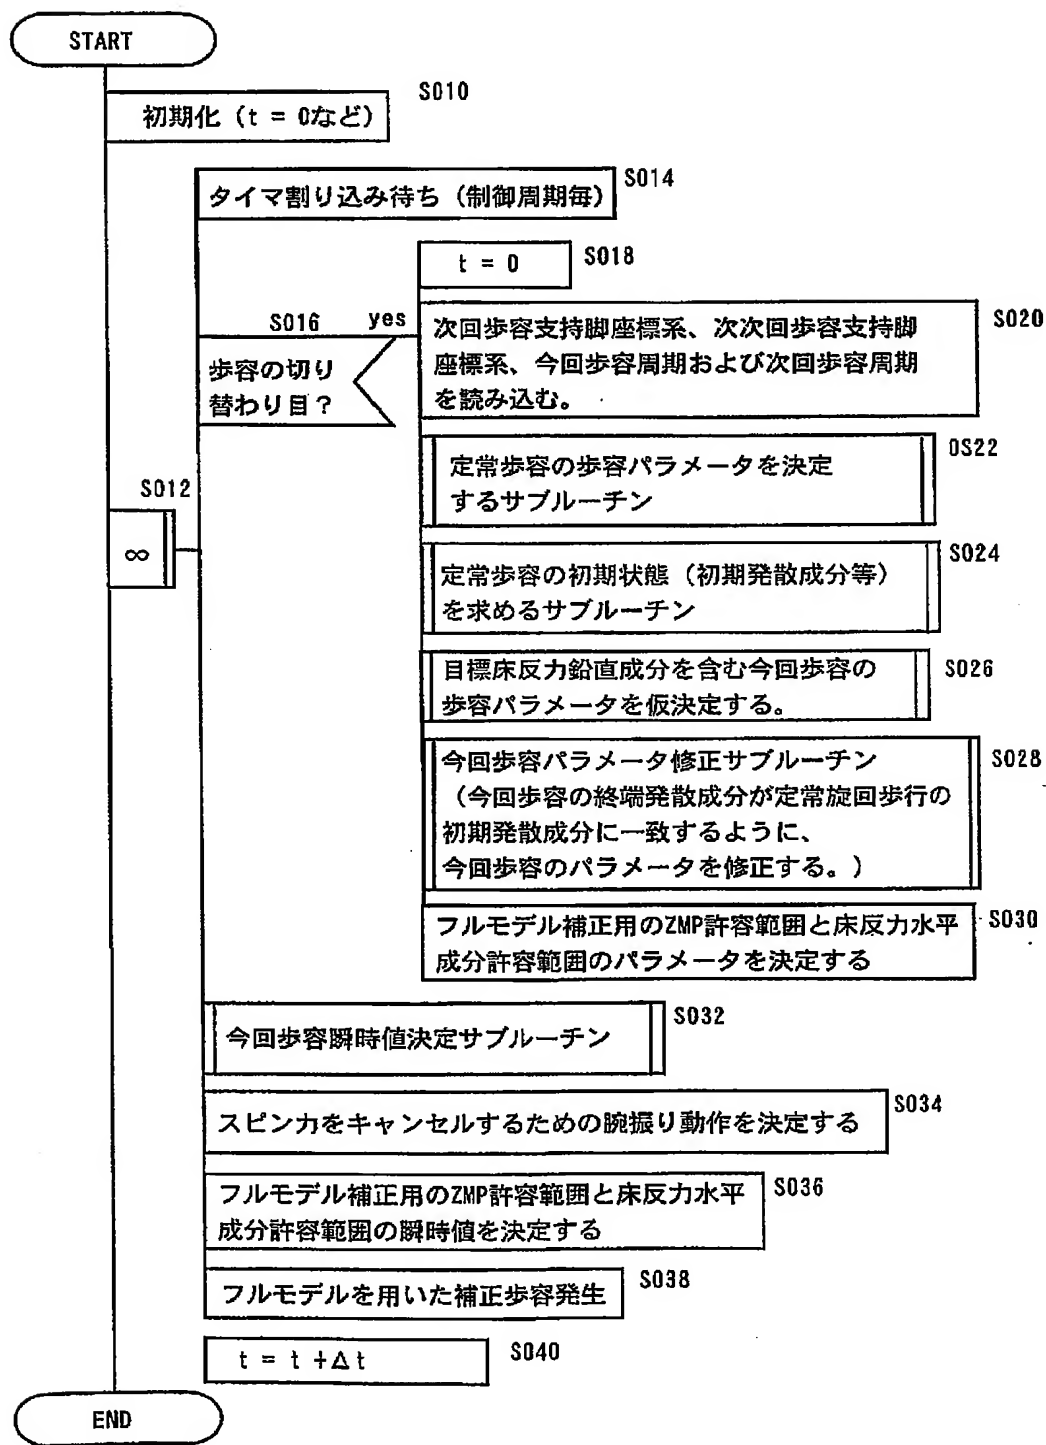 START
S010
初期化 (t = 0など)
S014
タイマ割り込み待ち (制御周期毎)
S018
t = 0
S016 yes
歩容の切り
替わり目?
S020
次回歩容支持脚座標系、次次回歩容支持脚
座標系、今回歩容周期および次回歩容周期
を読み込む。
0S22
定常歩容の歩容パラメータを決定
するサブルーチン
S012
∞
S024
定常歩容の初期状態(初期発散成分等)
を求めるサブルーチン
S026
目標床反力鉛直成分を含む今回歩容の
歩容パラメータを仮決定する。
S028
今回歩容パラメータ修正サブルーチン
(今回歩容の終端発散成分が定常旋回歩行の
初期発散成分に一致するように、
今回歩容のパラメータを修正する。)
S030
フルモデル補正用のZMP許容範囲と床反力水平
成分許容範囲のパラメータを決定する
S032
今回歩容瞬時値決定サブルーチン
S034
スピン力をキャンセルするための腕振り動作を決定する
S036
フルモデル補正用のZMP許容範囲と床反力水平
成分許容範囲の瞬時値を決定する
S038
フルモデルを用いた補正歩容発生
S040
t = t +Δt
END